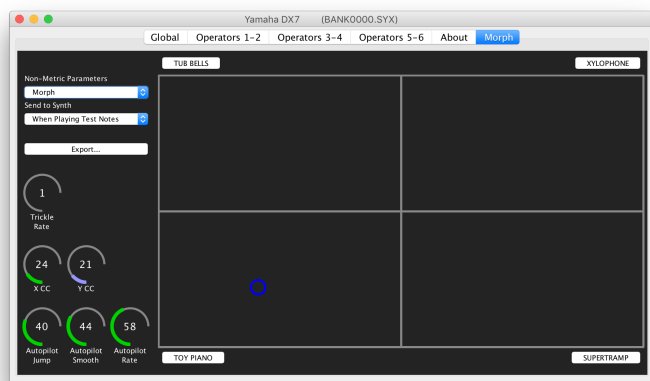 Yamaha DX7 (BANK0000.SYX)
Global Operators 1–2 Operators 3–4 Operators 5–6 About Morph
TUB BELLS XYLOPHONE
Non-Metric Parameters
Morph
Send to Synth
When Playing Test Notes
Export...
1
Trickle
Rate
24 21
X CC Y CC
40 44 58
Autopilot Autopilot Autopilot
Jump Smooth Rate
TOY PIANO SUPERTRAMP